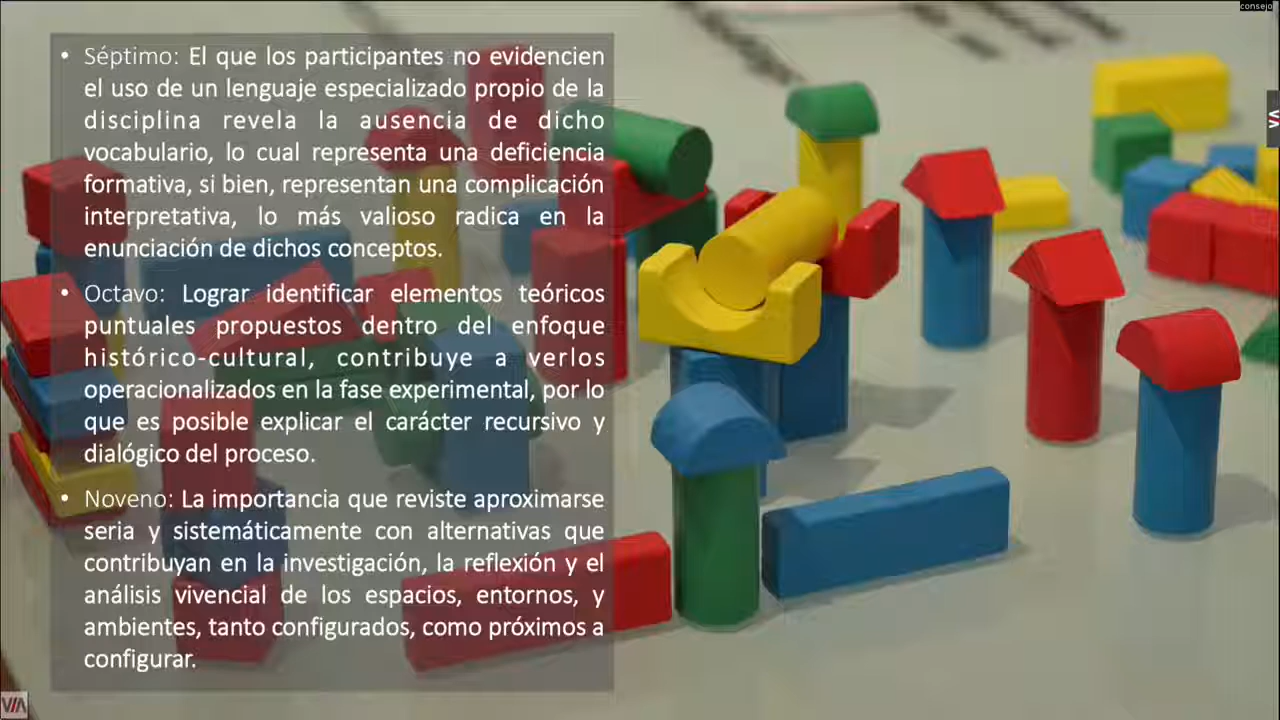 consejo
• Séptimo: El que los participantes no evidencien
el uso de un lenguaje especializado propio de la
disciplina revela la ausencia de dicho
vocabulario, lo cual representa una deficiencia
formativa, si bien, representan una complicación
interpretativa, lo más valioso radica en la
enunciación de dichos conceptos.
• Octavo: Lograr identificar elementos teóricos
puntuales propuestos dentro del enfoque
histórico-cultural, contribuye a verlos
operacionalizados en la fase experimental, por lo
que es posible explicar el carácter recursivo y
dialógico del proceso.
• Noveno: La importancia que reviste aproximarse
seria y sistemáticamente con alternativas que
contribuyan en la investigación, la reflexión y el
análisis vivencial de los espacios, entornos, y
ambientes, tanto configurados, como próximos a
configurar.
VIA